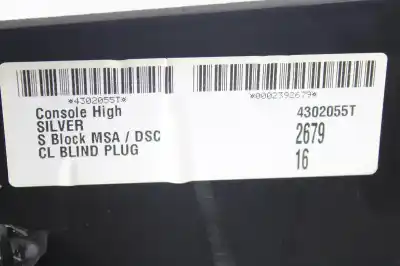 *4302055T*
*0002392679*
Console High
4302055T
SILVER
2679
S Block MSA / DSC
16
CL BLIND PLUG